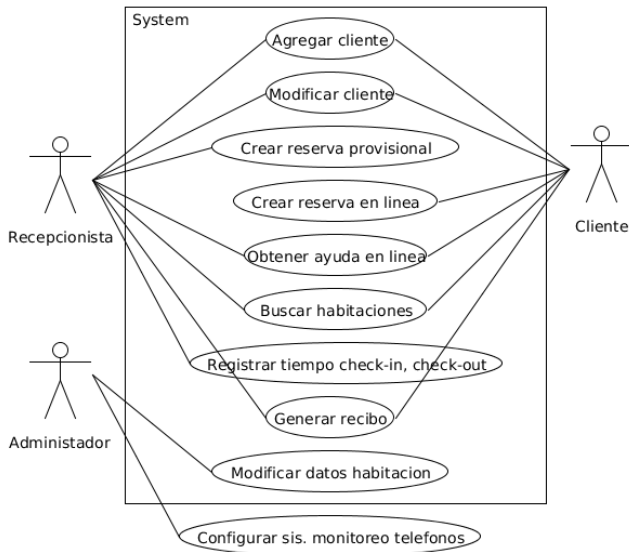 System
Agregar cliente
Modificar cliente
Crear reserva provisional
Crear reserva en linea
Recepcionista
Cliente
Obtener ayuda en linea
Buscar habitaciones
Registrar tiempo check-in, check-out
Generar recibo
Administador
Modificar datos habitacion
Configurar sis. monitoreo telefonos